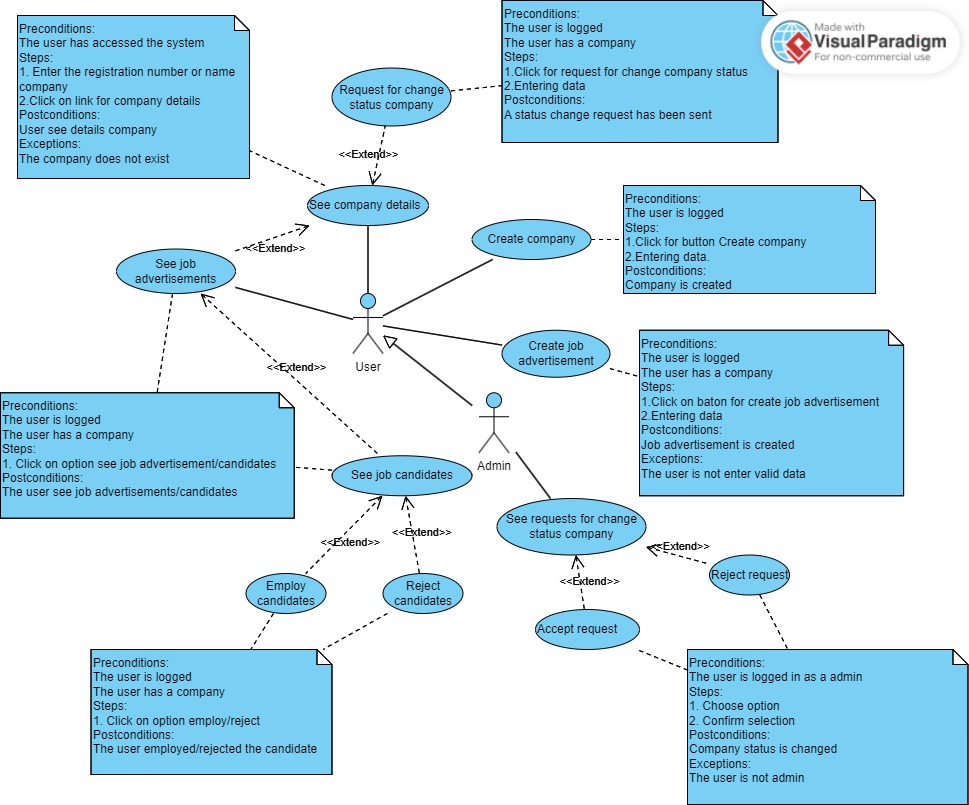 Preconditions:
The user has accessed the system
Steps:
1. Enter the registration number or name
company
2.Click on link for company details
Postconditions:
User see details company
Exceptions:
The company does not exist
Request for change
status company
Preconditions:
The user is logged
The user has a company
Steps:
1.Click for request for change company status
2.Entering data
Postconditions:
A status change request has been sent
Made with
Visual Paradigm
For non-commercial use
<<Extend>>
See company details
<<Extend>>
See job
advertisements
Create company
Preconditions:
The user is logged
Steps:
1.Click for button Create company
2.Entering data.
Postconditions:
Company is created
User
Create job
advertisement
Preconditions:
The user is logged
The user has a company
Steps:
1.Click on baton for create job advertisement
2.Entering data
Postconditions:
Job advertisement is created
Exceptions:
The user is not enter valid data
<<Extend>>
Admin
Preconditions:
The user is logged
The user has a company
Steps:
1. Click on option see job advertisement/candidates
Postconditions:
The user see job advertisements/candidates
See job candidates
See requests for change
status company
<<Extend>>
<<Extend>>
<<Extend>>
<<Extend>>
Employ
candidates
Reject
candidates
Reject request
Accept request
Preconditions:
The user is logged
The user has a company
Steps:
1. Click on option employ/reject
Postconditions:
The user employed/rejected the candidate
Preconditions:
The user is logged in as a admin
Steps:
1. Choose option
2. Confirm selection
Postconditions:
Company status is changed
Exceptions:
The user is not admin